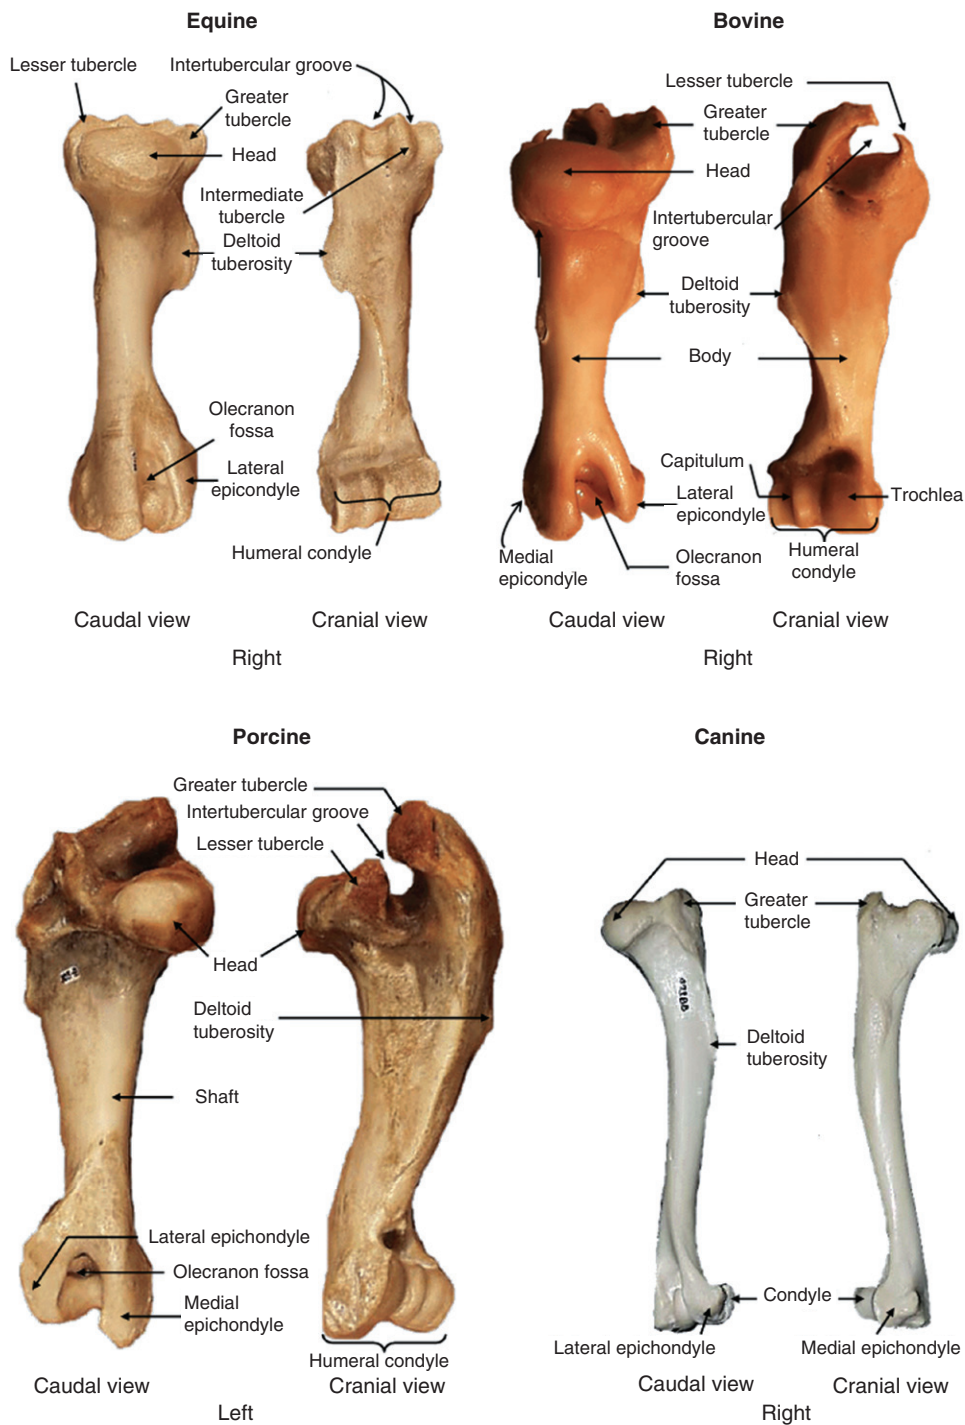 Equine
Bovine
Lesser tubercle
Intertubercular groove
Greater
tubercle
Head
Intermediate
tubercle
Deltoid
tuberosity
Olecranon
fossa
Lateral
epicondyle
Humeral condyle
Caudal view
Cranial view
Right
Lesser tubercle
Greater
tubercle
Head
Intertubercular
groove
Deltoid
tuberosity
Body
Capitulum
Trochlea
Lateral
epicondyle
Medial
epicondyle
Olecranon
fossa
Humeral
condyle
Caudal view
Cranial view
Right
Porcine
Canine
Greater tubercle
Intertubercular groove
Lesser tubercle
Head
Deltoid
tuberosity
Shaft
Lateral epichondyle
Olecranon fossa
Medial
epichondyle
Humeral condyle
Caudal view
Cranial view
Left
Head
Greater
tubercle
Deltoid
tuberosity
Condyle
Lateral epichondyle
Medial epichondyle
Caudal view
Cranial view
Right